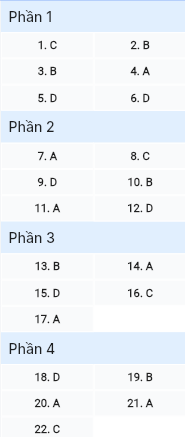 Phần 1
1. C 2. B
3. B 4. A
5. D 6. D
Phần 2
7. A 8. C
9. D 10. B
11. A 12. D
Phần 3
13. B 14. A
15. D 16. C
17. A
Phần 4
18. D 19. B
20. A 21. A
22. C